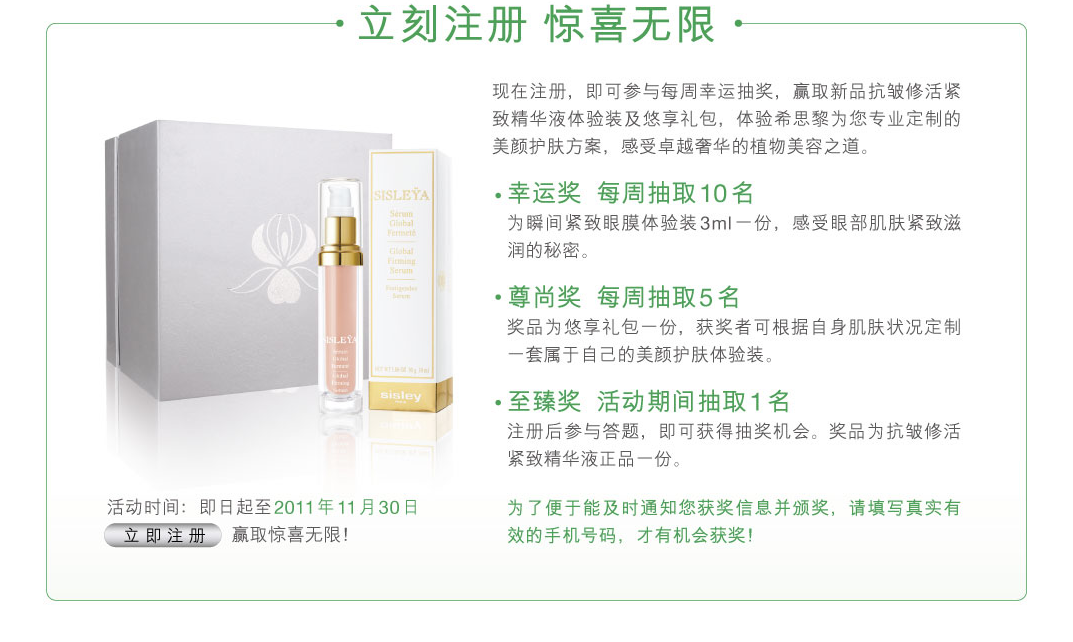 立刻注册 惊喜无限
现在注册，即可参与每周幸运抽奖，赢取新品抗皱修活紧
致精华液体验装及悠享礼包，体验希思黎为您专业定制的
美颜护肤方案，感受卓越奢华的植物美容之道。
·幸运奖 每周抽取10名
为瞬间紧致眼膜体验装3ml一份，感受眼部肌肤紧致滋
润的秘密。
·尊尚奖 每周抽取5名
奖品为悠享礼包一份，获奖者可根据自身肌肤状况定制
一套属于自己的美颜护肤体验装。
·至臻奖 活动期间抽取1名
注册后参与答题，即可获得抽奖机会。奖品为抗皱修活
紧致精华液正品一份。
为了便于能及时通知您获奖信息并颁奖，请填写真实有
效的手机号码，才有机会获奖！
SISLEŸA
Sérum
Global
Fermeté
Global
Firming
Serum
Serum
sisley
SISLEŸA
Sérum
Global
Fermeté
Global
Firming
Serum
活动时间：即日起至2011年11月30日
立即注册 赢取惊喜无限！